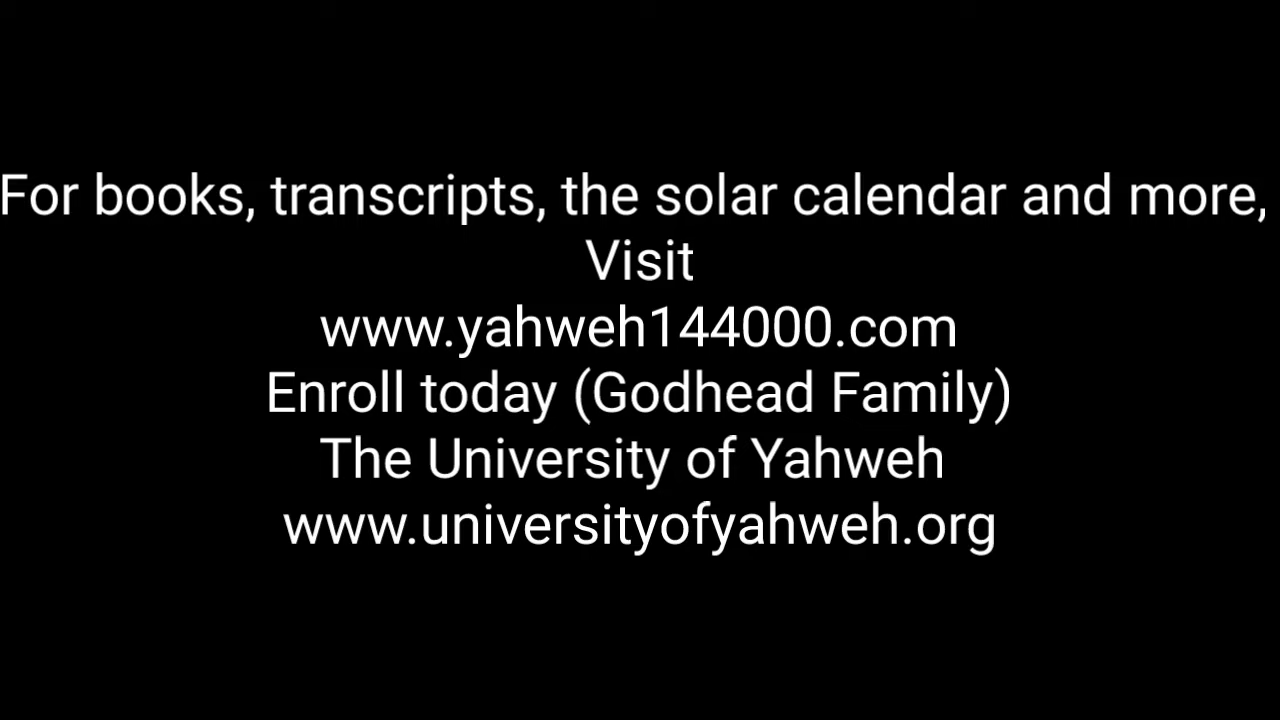 For books, transcripts, the solar calendar and more,
Visit
www.yahweh144000.com
Enroll today (Godhead Family)
The University of Yahweh
www.universityofyahweh.org